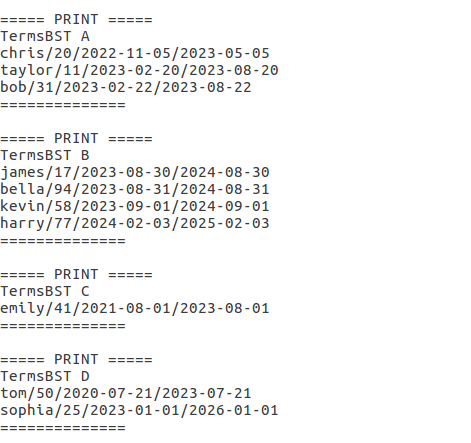 ===== PRINT =====
TermsBST A
chris/20/2022-11-05/2023-05-05
taylor/11/2023-02-20/2023-08-20
bob/31/2023-02-22/2023-08-22
==============
===== PRINT =====
TermsBST B
james/17/2023-08-30/2024-08-30
bella/94/2023-08-31/2024-08-31
kevin/58/2023-09-01/2024-09-01
harry/77/2024-02-03/2025-02-03
==============
===== PRINT =====
TermsBST C
emily/41/2021-08-01/2023-08-01
==============
===== PRINT =====
TermsBST D
tom/50/2020-07-21/2023-07-21
sophia/25/2023-01-01/2026-01-01
==============